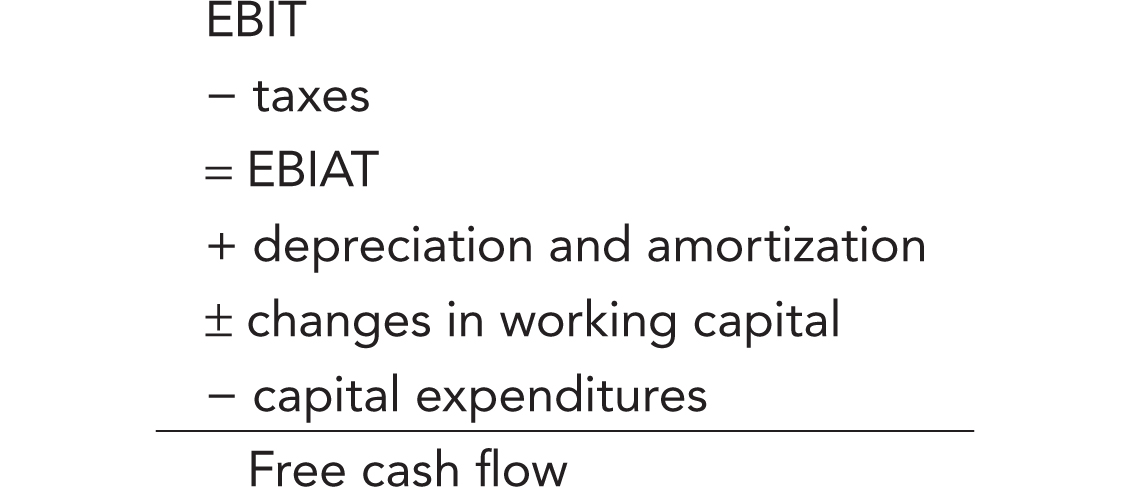 EBIT
− taxes
= EBIAT
+ depreciation and amortization
± changes in working capital
− capital expenditures
Free cash flow